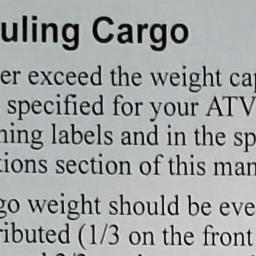 uling Cargo
er exceed the weight cap
specified for your ATV
ning labels and in the sp
tions section of this man
go weight should be eve
ributed (1/3 on the front